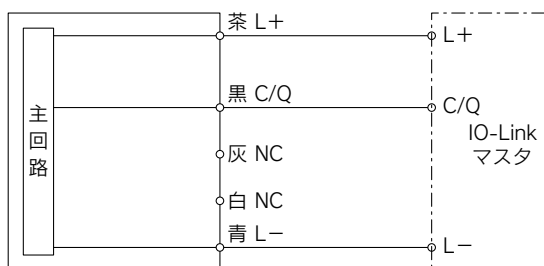 茶 L+
L+
黒 C/Q
C/Q
主回路
IO-Link
マスタ
灰 NC
白 NC
青 L−
L−